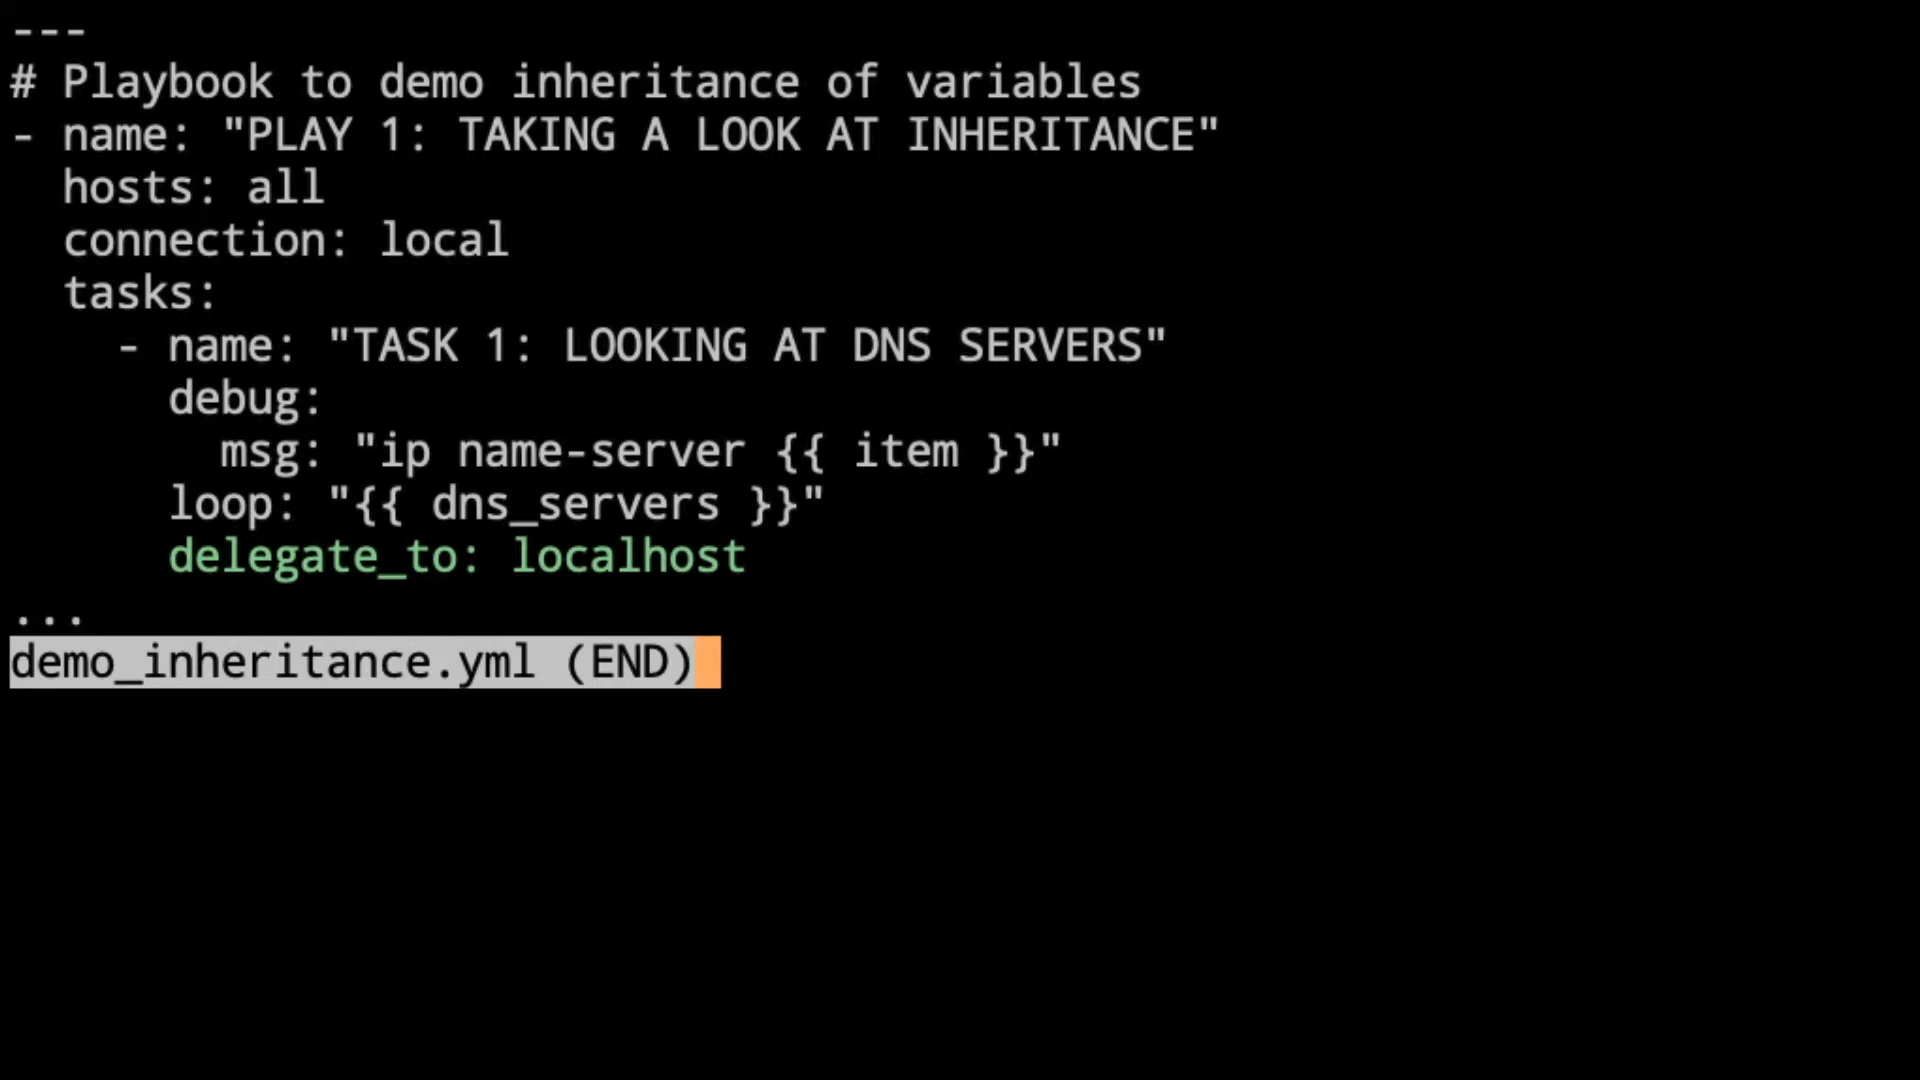 ---
# Playbook to demo inheritance of variables
- name: "PLAY 1: TAKING A LOOK AT INHERITANCE"
  hosts: all
  connection: local
  tasks:
    - name: "TASK 1: LOOKING AT DNS SERVERS"
      debug:
        msg: "ip name-server {{ item }}"
      loop: "{{ dns_servers }}"
      delegate_to: localhost
...
demo_inheritance.yml (END)